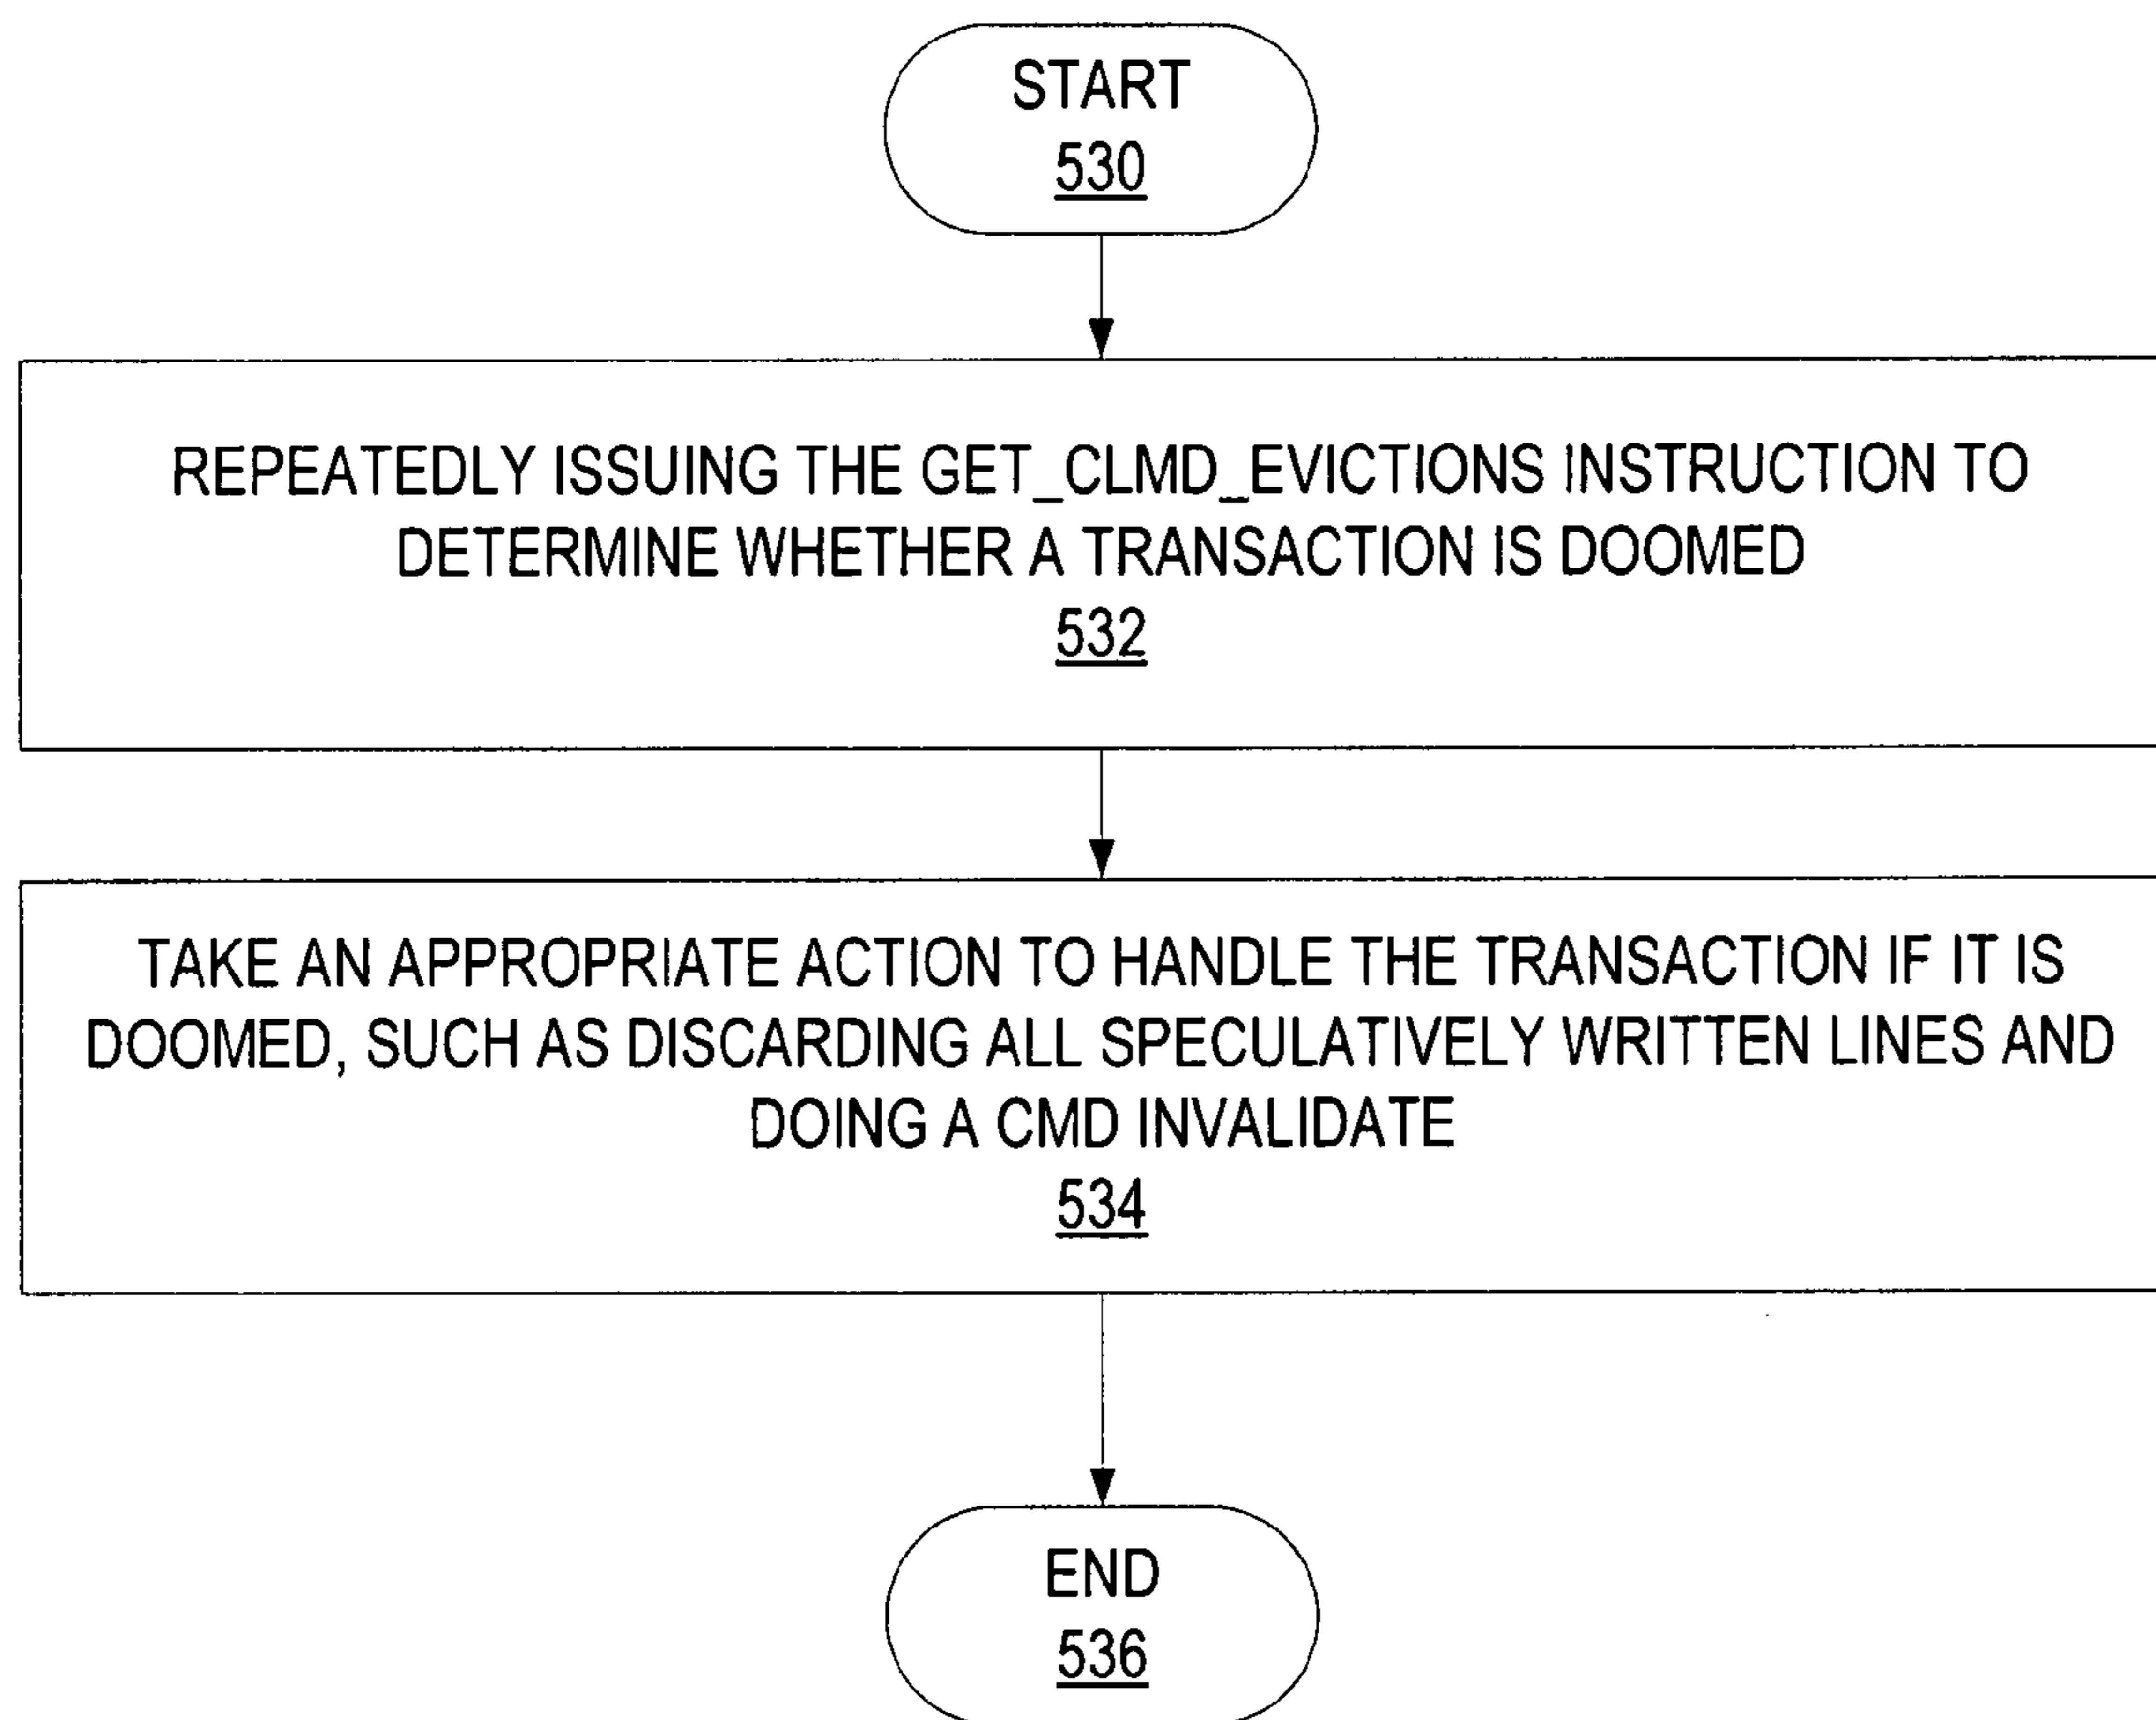 START
530
REPEATEDLY ISSUING THE GET_CLMD_EVICTIONS INSTRUCTION TO
DETERMINE WHETHER A TRANSACTION IS DOOMED
532
TAKE AN APPROPRIATE ACTION TO HANDLE THE TRANSACTION IF IT IS
DOOMED, SUCH AS DISCARDING ALL SPECULATIVELY WRITTEN LINES AND
DOING A CMD INVALIDATE
534
END
536